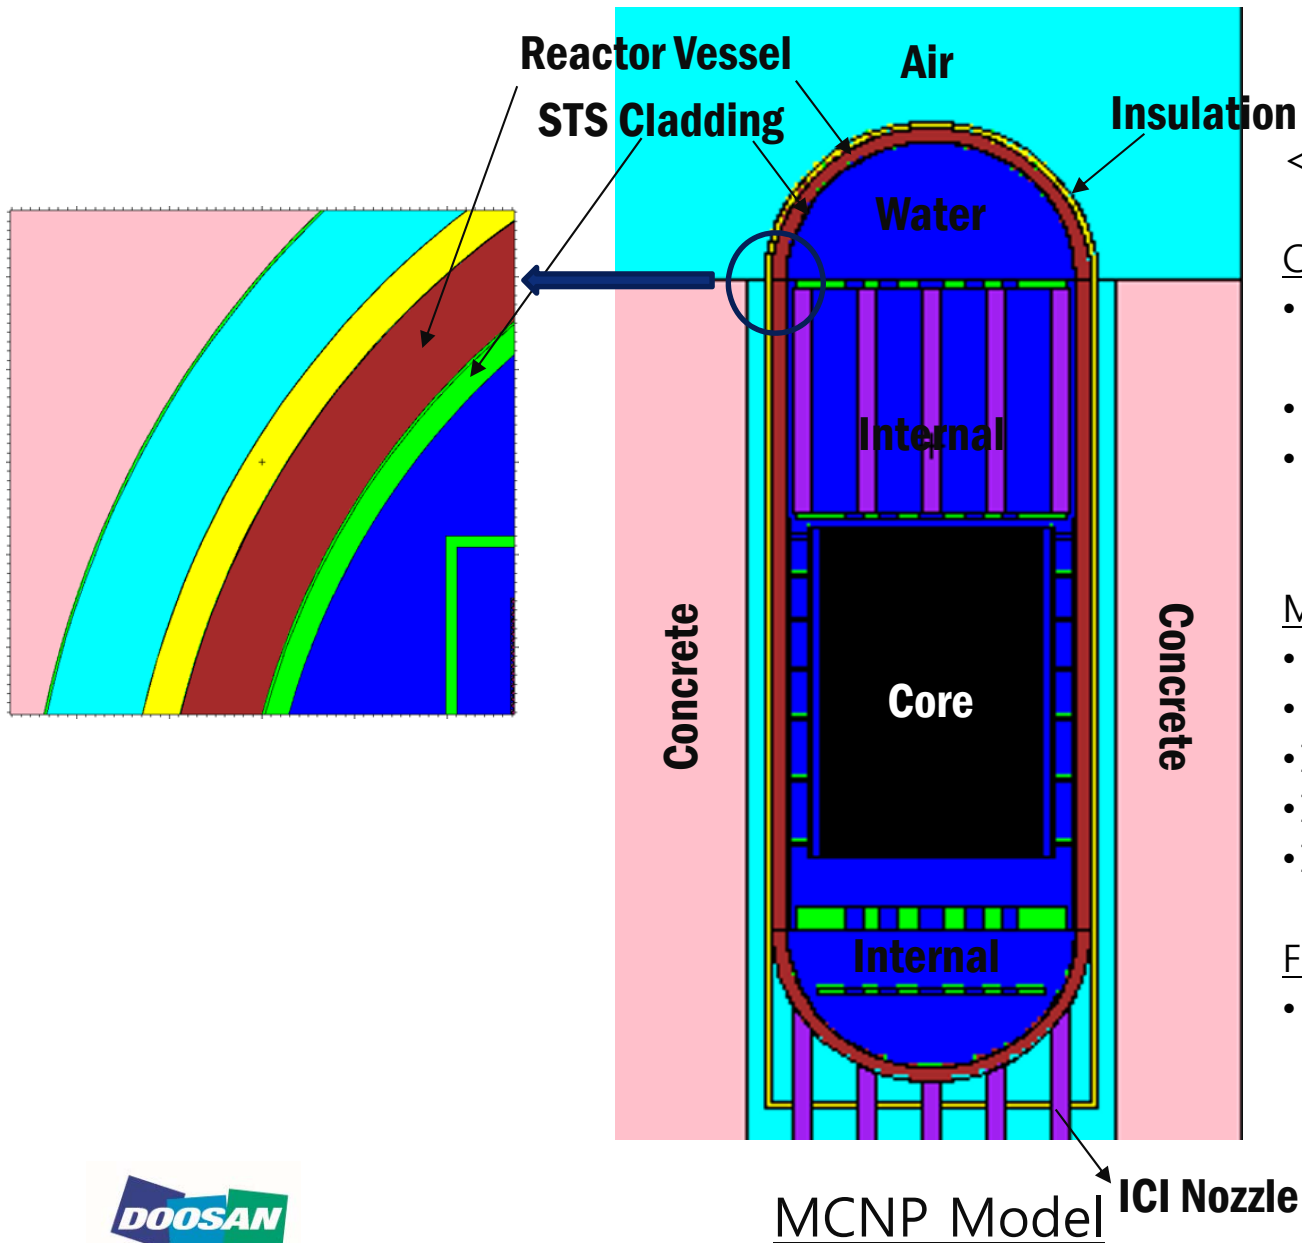 Reactor Vessel
Air
STS Cladding
Insulation
<
Water
C
•
•
•
Internal
M
•
•
•
•
•
Concrete
Concrete
Core
Internal
F
•
ICI Nozzle
MCNP Model
DOOSAN